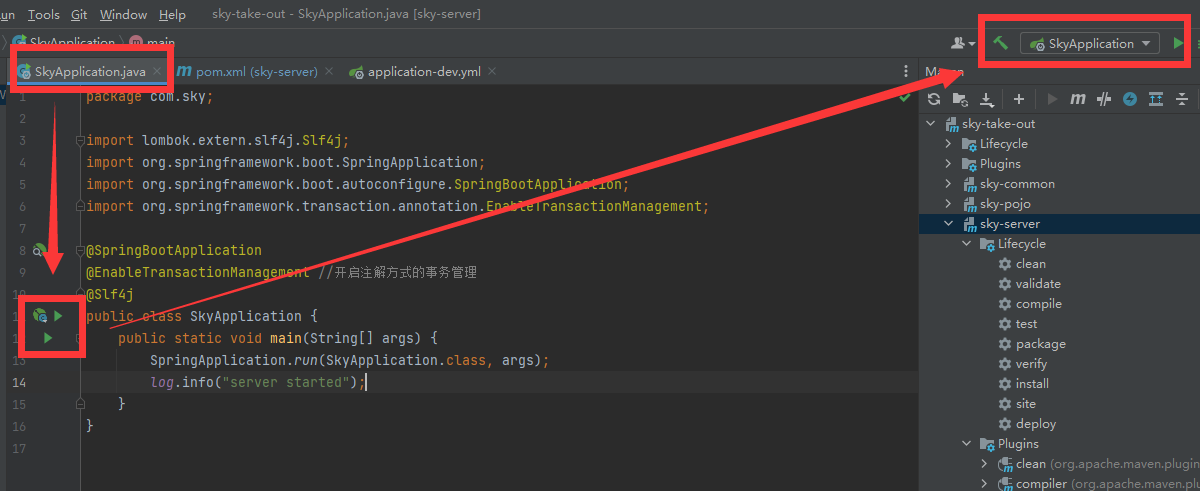 un Tools Git Window Help sky-take-out - SkyApplication.java [sky-server]
SkyApplication main SkyApplication
SkyApplication.java pom.xml (sky-server) application-dev.yml
1 package com.sky;
2
3 import lombok.extern.slf4j.Slf4j;
4 import org.springframework.boot.SpringApplication;
5 import org.springframework.boot.autoconfigure.SpringBootApplication;
6 import org.springframework.transaction.annotation.EnableTransactionManagement;
7
8 @SpringBootApplication
9 @EnableTransactionManagement //开启注解方式的事务管理
10 @Slf4j
public class SkyApplication {
public static void main(String[] args) {
13 SpringApplication.run(SkyApplication.class, args);
14 log.info("server started");
15 }
16 }
17
m
sky-take-out
Lifecycle
Plugins
sky-common
sky-pojo
sky-server
Lifecycle
clean
validate
compile
test
package
verify
install
site
deploy
Plugins
clean (org.apache.maven.plugin
compiler (org.apache.maven.plug